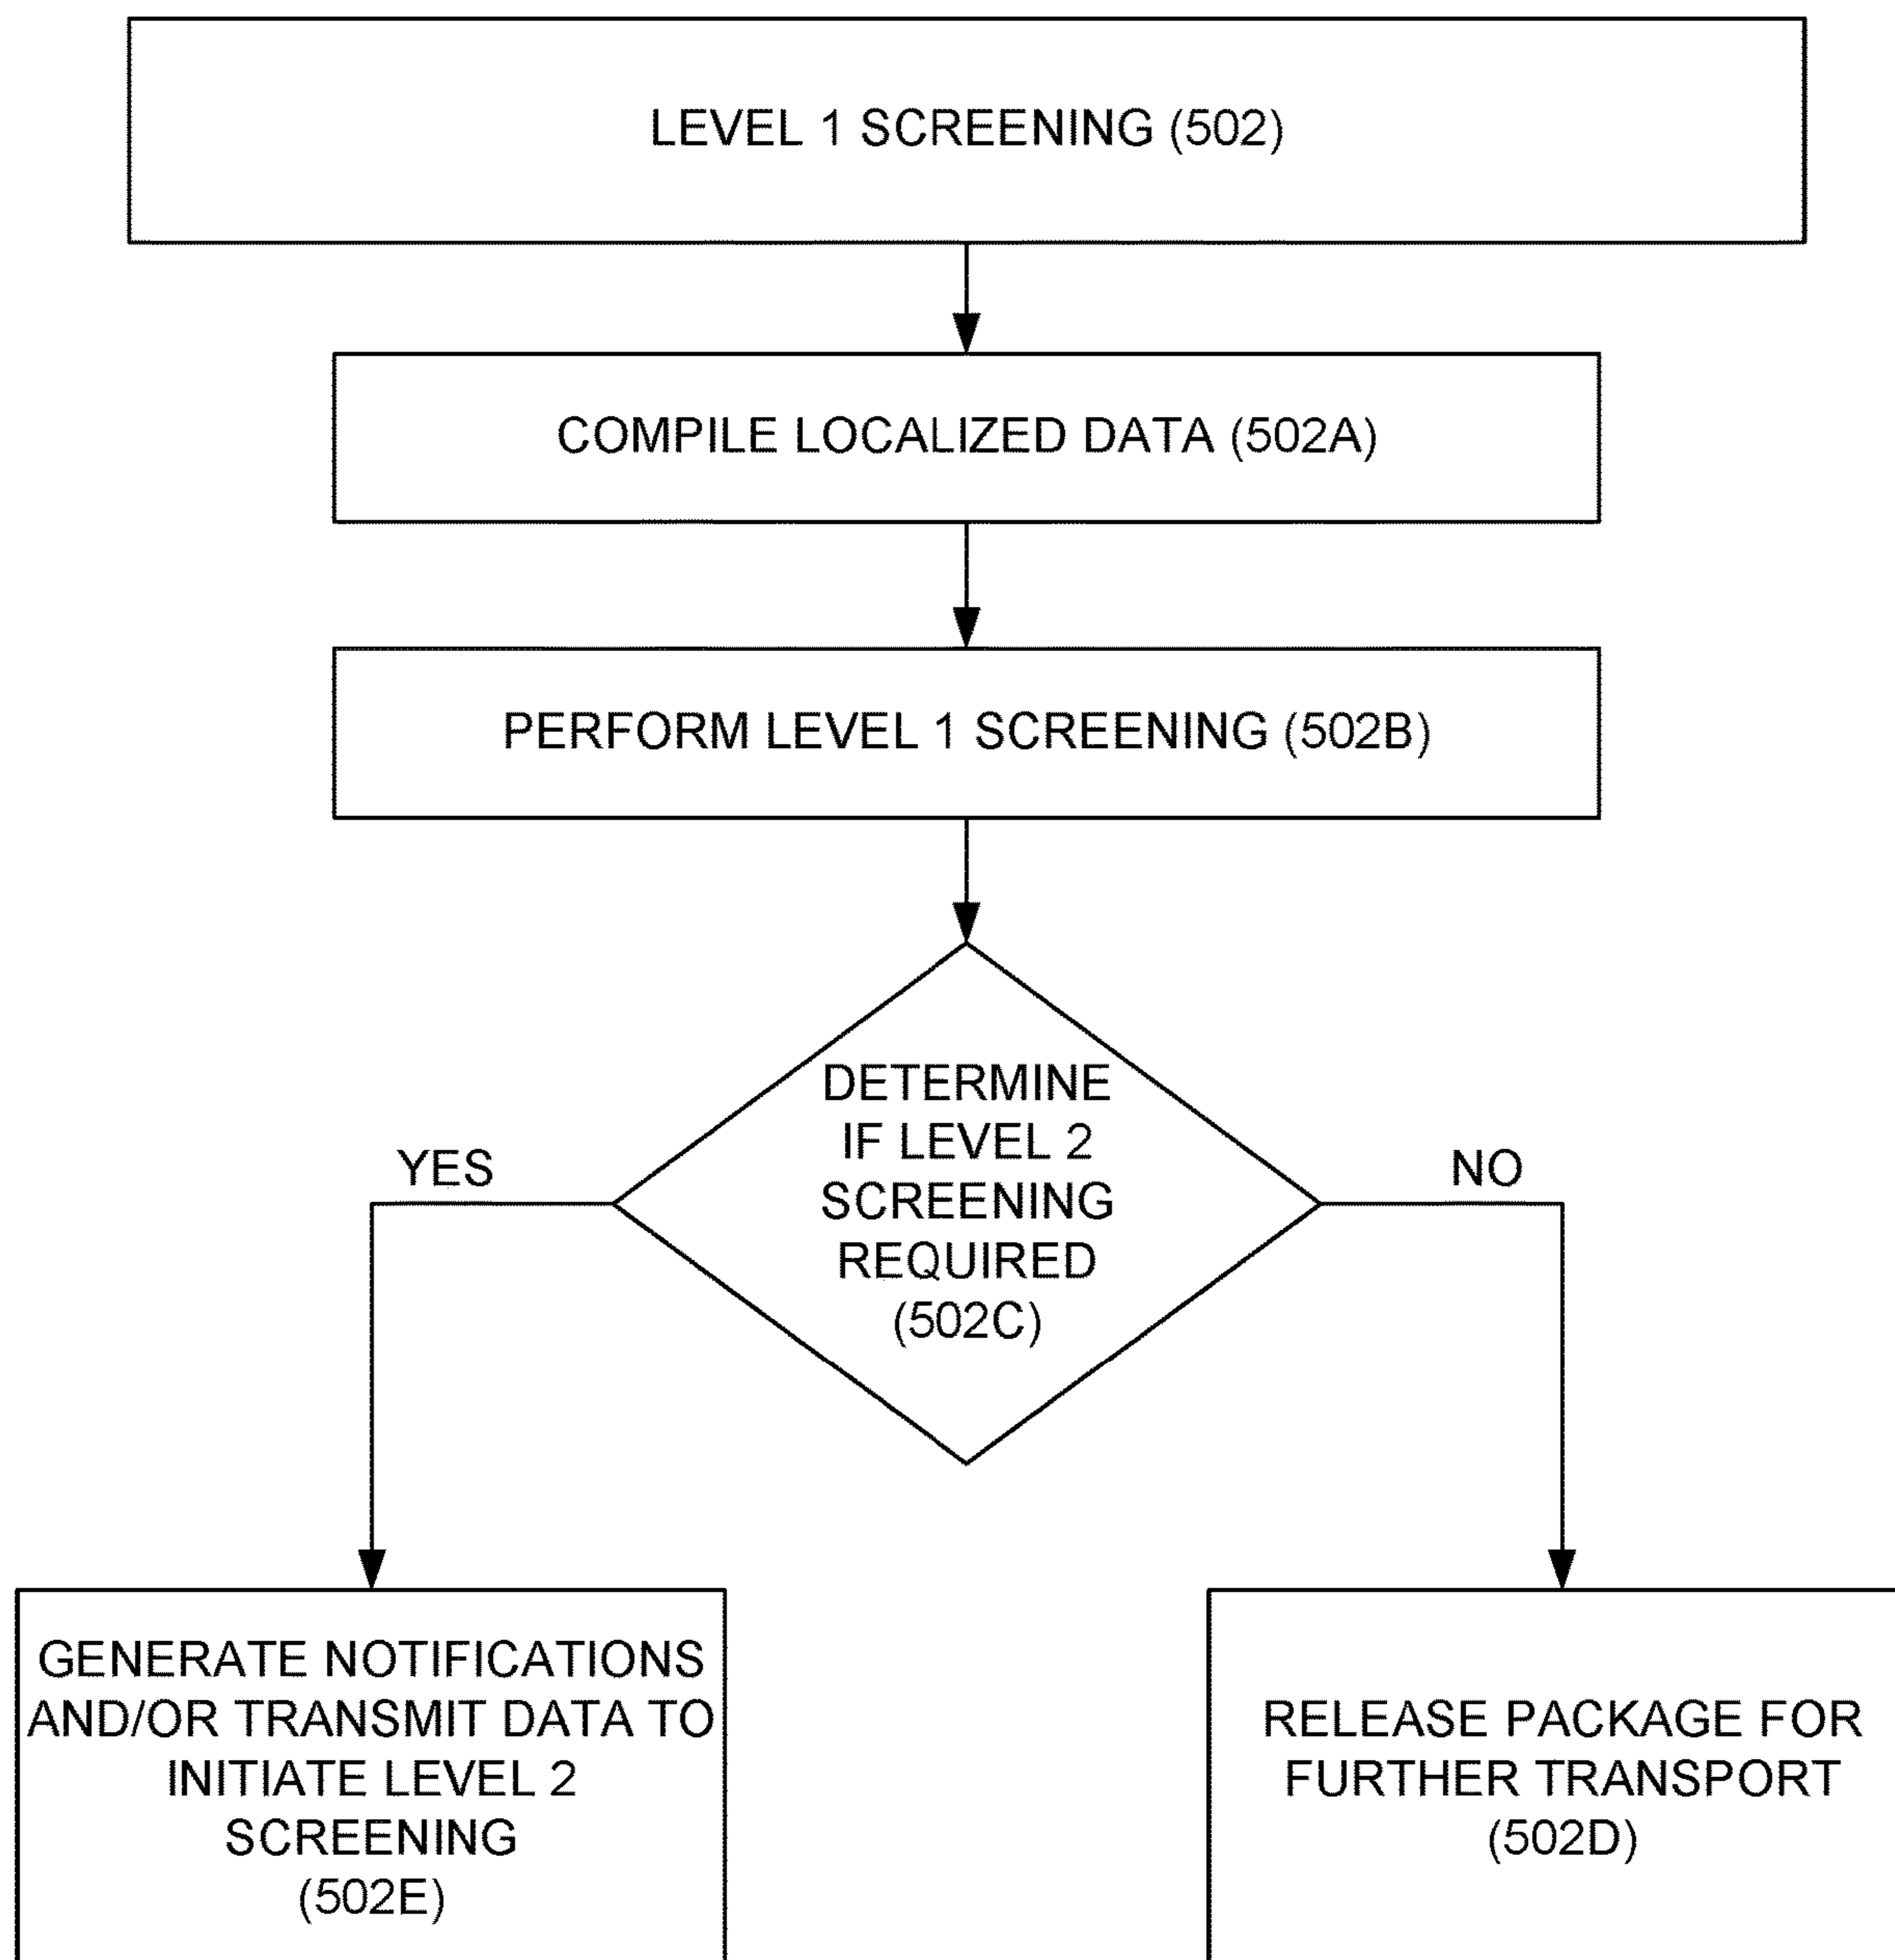 LEVEL 1 SCREENING (502)
COMPILE LOCALIZED DATA (502A)
PERFORM LEVEL 1 SCREENING (502B)
DETERMINE
IF LEVEL 2
SCREENING
REQUIRED
(502C)
YES
NO
GENERATE NOTIFICATIONS
AND/OR TRANSMIT DATA TO
INITIATE LEVEL 2
SCREENING
(502E)
RELEASE PACKAGE FOR
FURTHER TRANSPORT
(502D)